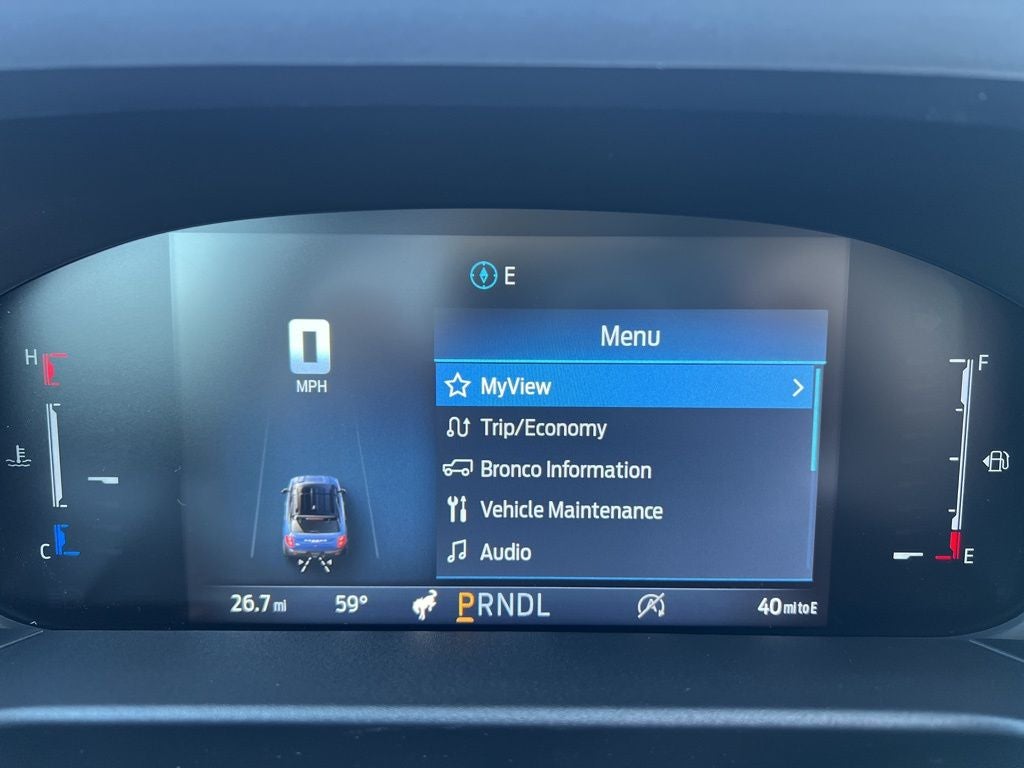 E
H
C
0
MPH
Menu
MyView
Trip/Economy
Bronco Information
Vehicle Maintenance
Audio
F
E
26.7 mi 59° PRNDL 40 mi to E